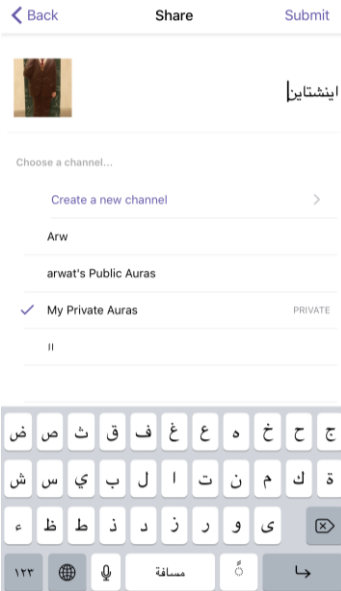 Back Share Submit
اينشتاين
Choose a channel...
Create a new channel
Arw
arwat's Public Auras
My Private Auras PRIVATE
اا
ض ص ث ق ف غ ع ه خ ح ج
ش س ي ب ل ا ت ن م ك ة
ء ظ ط ذ د ز ر و ى
١٢٣ مسافة